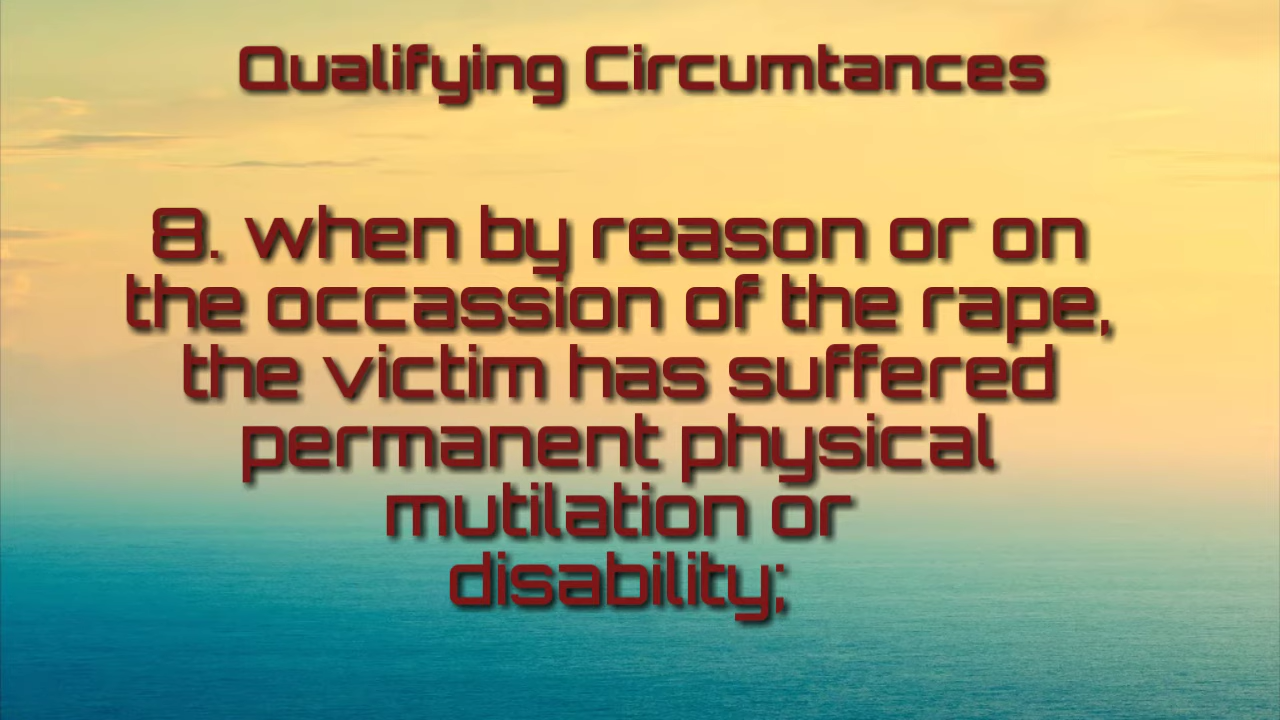 Qualifying Circumtances
8. when by reason or on
the occassion of the rape,
the victim has suffered
permanent physical
mutilation or
disability;